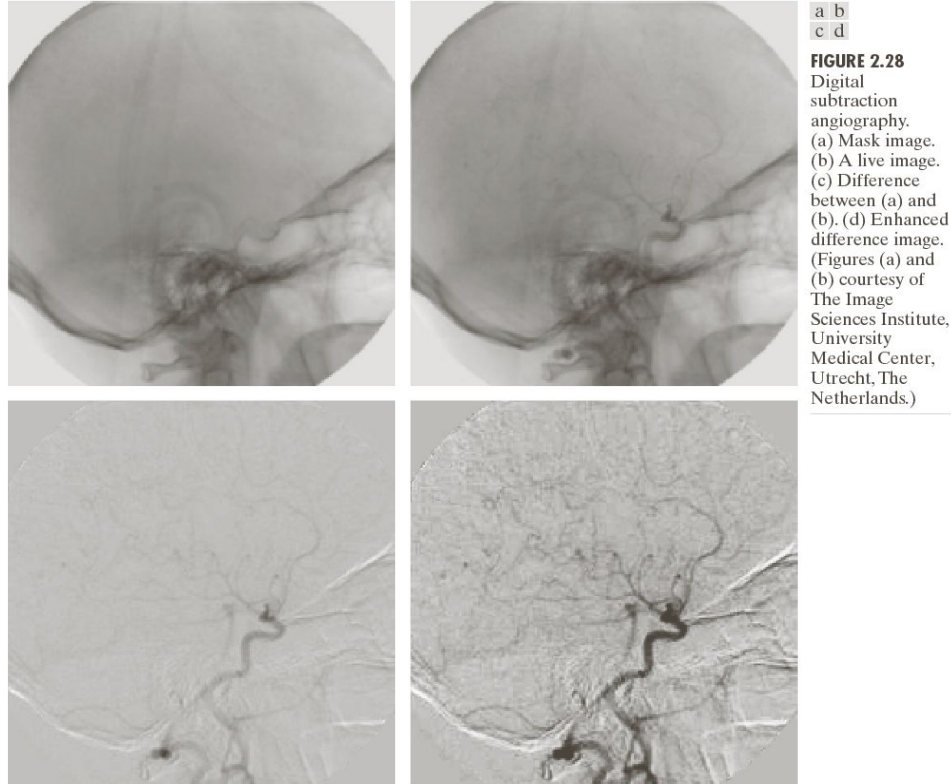 a b
c d
FIGURE 2.28
Digital
subtraction
angiography.
(a) Mask image.
(b) A live image.
(c) Difference
between (a) and
(b). (d) Enhanced
difference image.
(Figures (a) and
(b) courtesy of
The Image
Sciences Institute,
University
Medical Center,
Utrecht, The
Netherlands.)